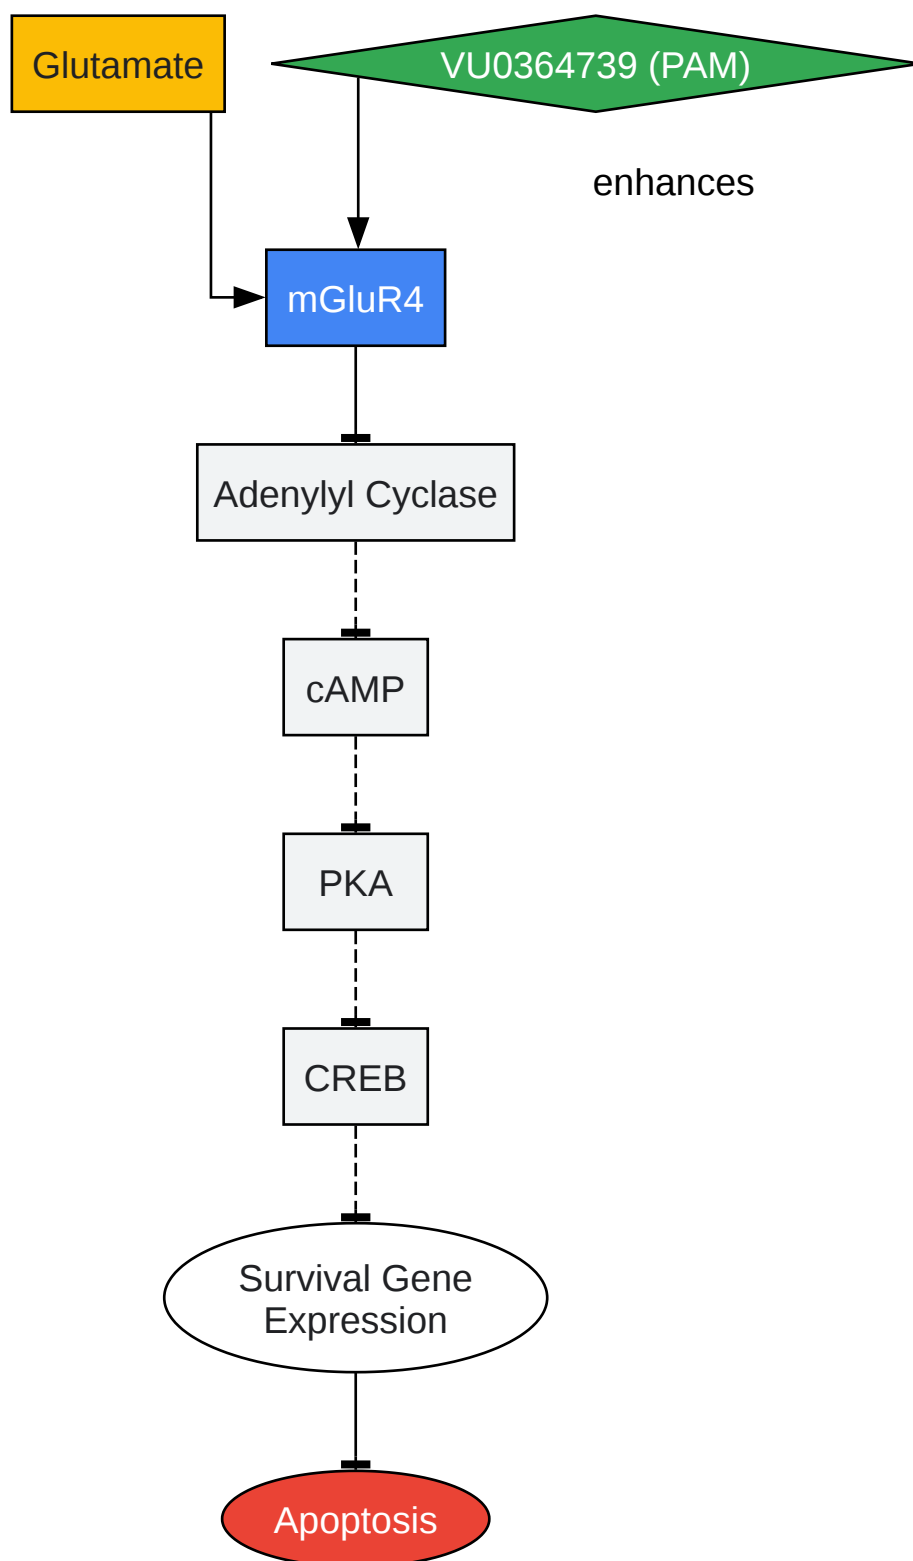 Glutamate
VU0364739 (PAM)
enhances
mGluR4
Adenylyl Cyclase
cAMP
PKA
CREB
Survival Gene
Expression
Apoptosis